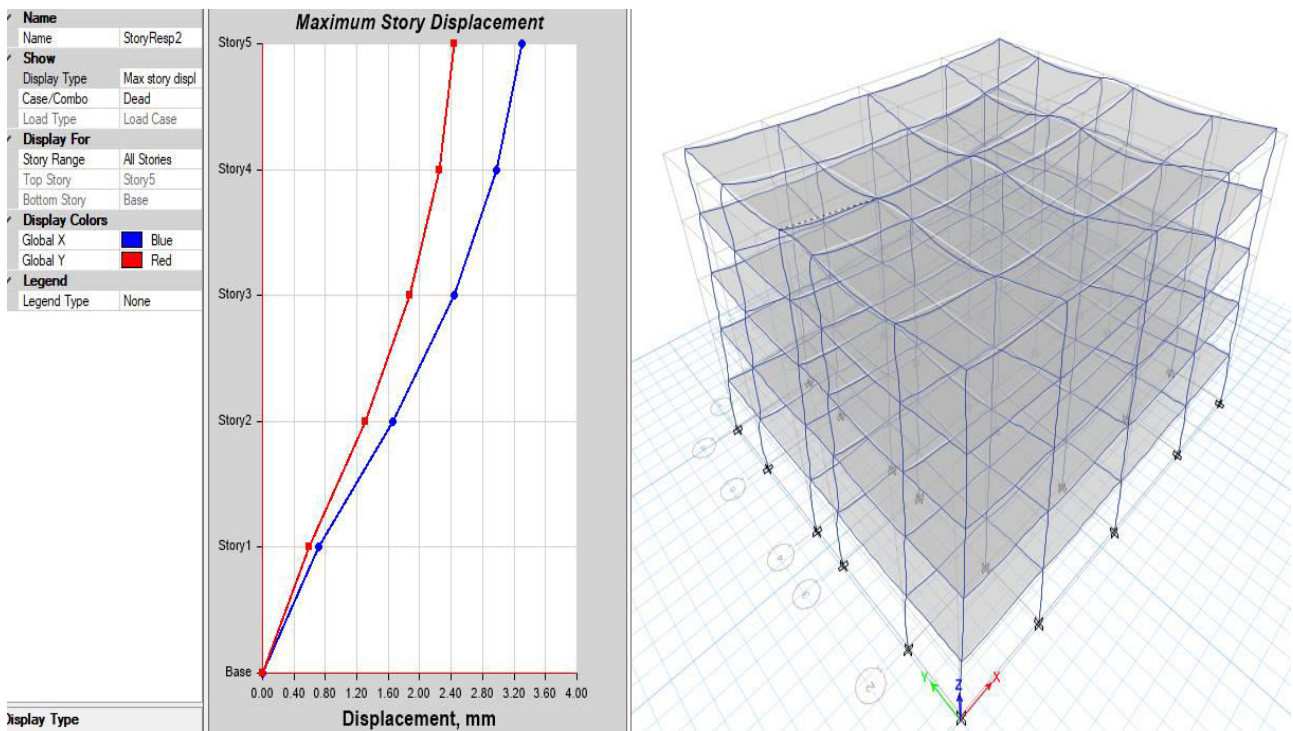 Name
Name StoryResp2
Show
Display Type Max story displ
Case/Combo Dead
Load Type Load Case
Display For
Story Range All Stories
Top Story Story5
Bottom Story Base
Display Colors
Global X Blue
Global Y Red
Legend
Legend Type None
Display Type
Maximum Story Displacement
Story5
Story4
Story3
Story2
Story1
Base
0.00 0.40 0.80 1.20 1.60 2.00 2.40 2.80 3.20 3.60 4.00
Displacement, mm
4
3
2
Y
Z
X